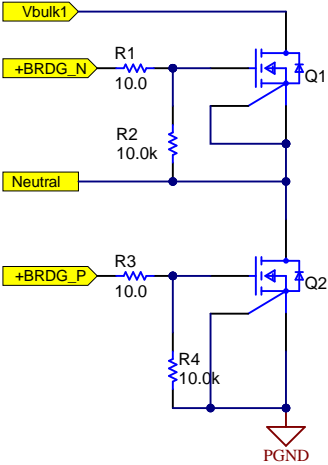 Vbulk1
R1
+BRDG_N
10.0
Q1
R2
10.0k
Neutral
R3
+BRDG_P
10.0
Q2
R4
10.0k
PGND